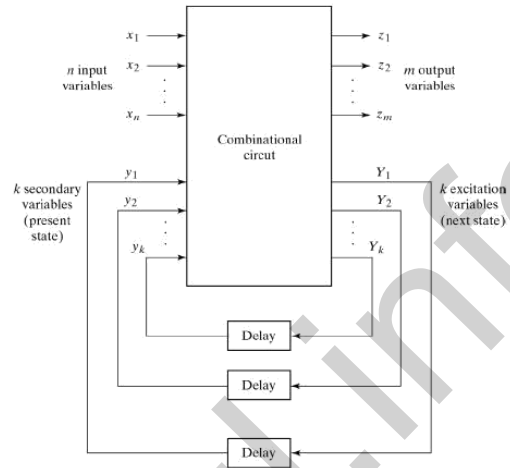 x1
x2
n input
variables
xn
z1
z2
m output
variables
zm
Combinational
circut
k secondary
variables
(present
state)
y1
y2
yk
Y1
Y2
Yk
k excitation
variables
(next state)
Delay
Delay
Delay